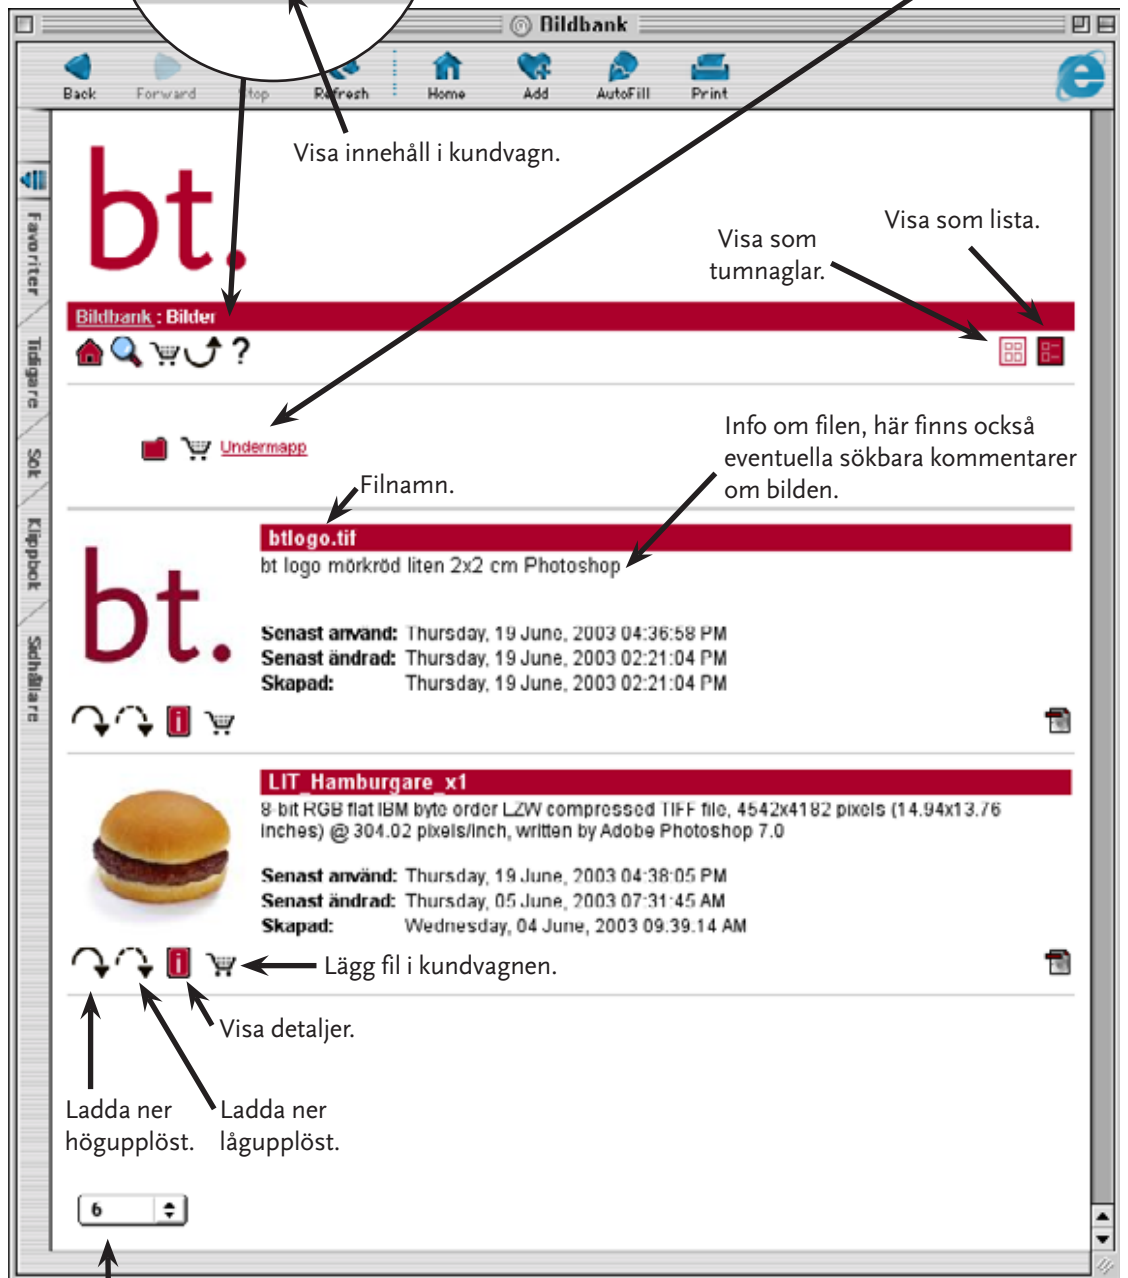 Bildbank
Back Forward Stop Refresh Home Add AutoFill Print
Visa innehåll i kundvagn.
bt.
Visa som lista.
Visa som
tumnaglar.
Bildbank : Bilder
?
Favoriter
Tidigare
Sök
Klippbok
Sidhållare
Undermapp
Info om filen, här finns också
eventuella sökbara kommentarer
om bilden.
Filnamn.
btlogo.tif
bt logo mörkröd liten 2x2 cm Photoshop
bt.
Senast använd: Thursday, 19 June, 2003 04:36:58 PM
Senast ändrad: Thursday, 19 June, 2003 02:21:04 PM
Skapad: Thursday, 19 June, 2003 02:21:04 PM
LIT_Hamburgare_x1
8-bit RGB flat IBM byte order LZW compressed TIFF file, 4542x4182 pixels (14.94x13.76
inches) @ 304.02 pixels/inch, written by Adobe Photoshop 7.0
Senast använd: Thursday, 19 June, 2003 04:38:05 PM
Senast ändrad: Thursday, 05 June, 2003 07:31:45 AM
Skapad: Wednesday, 04 June, 2003 09:39:14 AM
Lägg fil i kundvagnen.
Visa detaljer.
Ladda ner
högupplöst.
Ladda ner
lågupplöst.
6